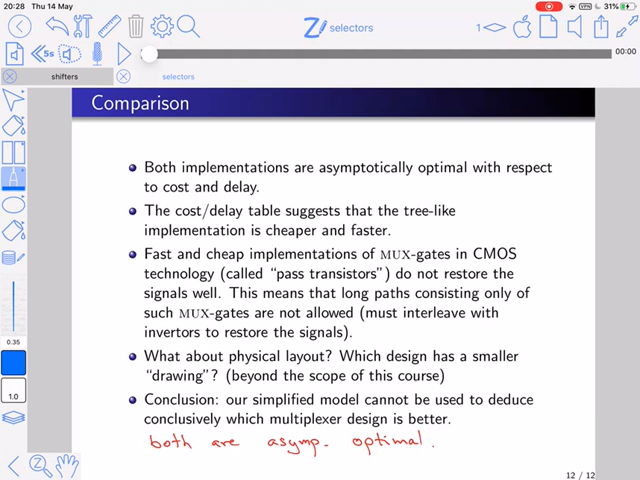 20:28 Thu 14 May
31%
selectors
1
5s
00:00
shifters
selectors
Comparison
Both implementations are asymptotically optimal with respect
to cost and delay.
The cost/delay table suggests that the tree-like
implementation is cheaper and faster.
Fast and cheap implementations of MUX-gates in CMOS
technology (called “pass transistors”) do not restore the
signals well. This means that long paths consisting only of
such MUX-gates are not allowed (must interleave with
invertors to restore the signals).
What about physical layout? Which design has a smaller
“drawing”? (beyond the scope of this course)
Conclusion: our simplified model cannot be used to deduce
conclusively which multiplexer design is better.
both are asymp. optimal.
0.35
1.0
12 / 12